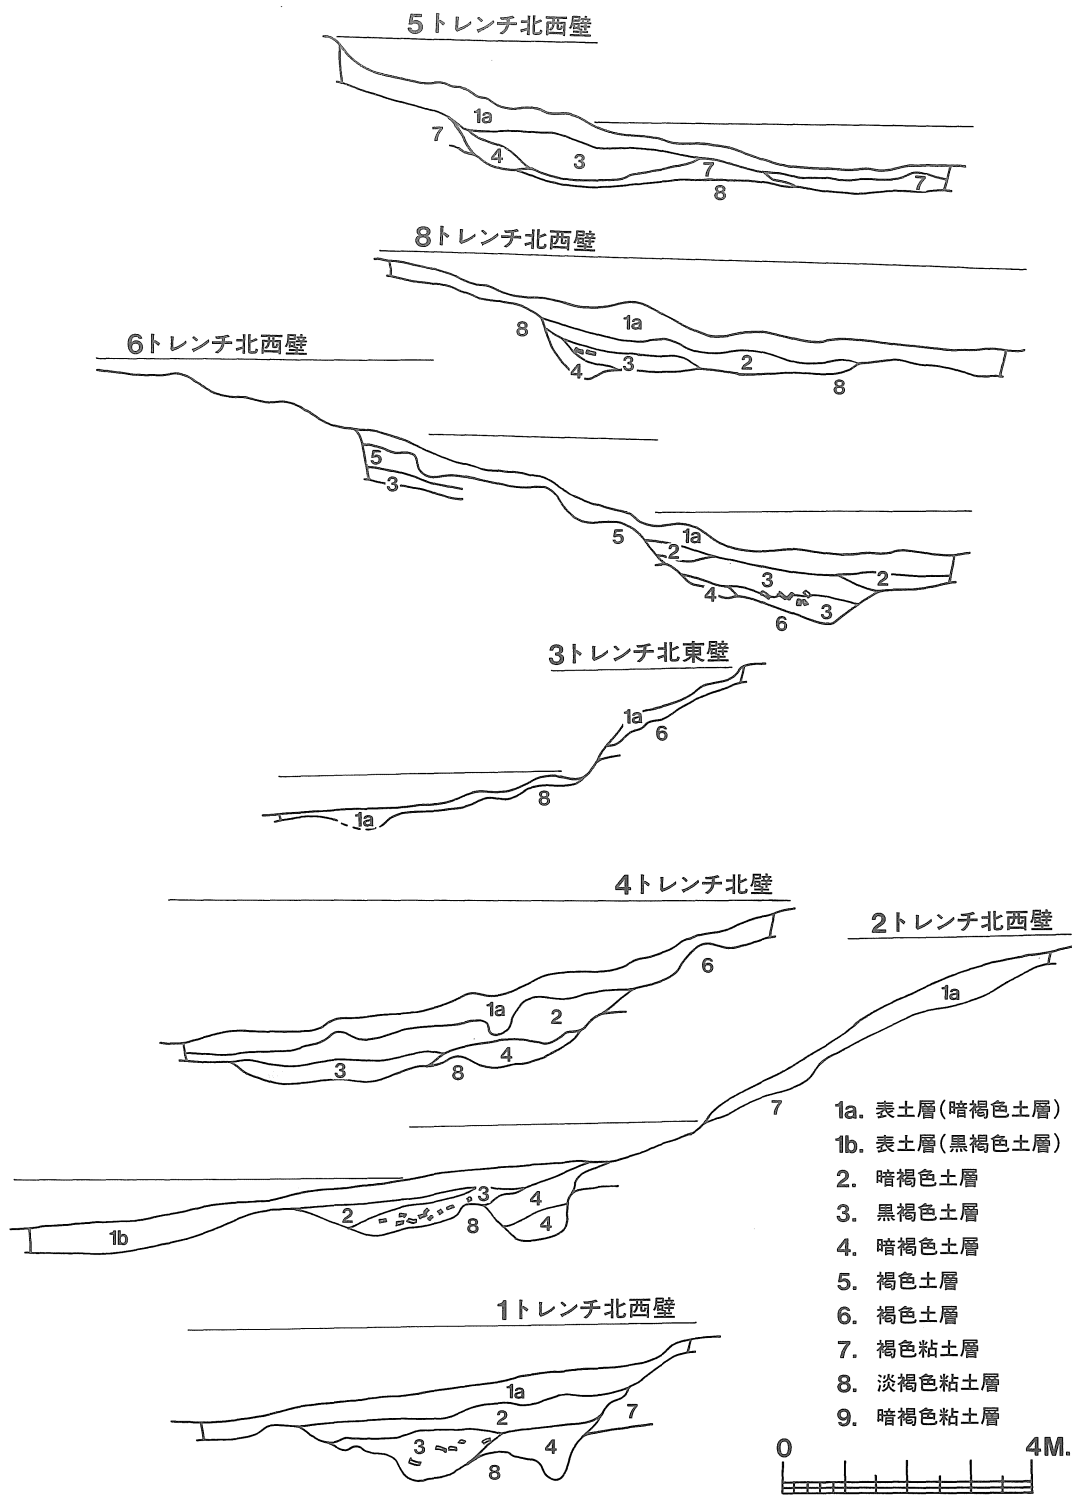 5トレンチ北西壁
1a
7
4
3
7
7
8
8トレンチ北西壁
1a
8
2
3
4
8
6トレンチ北西壁
5
3
5
1a
2
3
2
4
3
6
3トレンチ北東壁
1a
6
8
1a
4トレンチ北壁
6
1a
2
4
3
8
2トレンチ北西壁
1a
7
3
4
2
8
4
1b
1トレンチ北西壁
1a
2
7
3
4
8
1a. 表土層(暗褐色土層)
1b. 表土層(黒褐色土層)
2. 暗褐色土層
3. 黒褐色土層
4. 暗褐色土層
5. 褐色土層
6. 褐色土層
7. 褐色粘土層
8. 淡褐色粘土層
9. 暗褐色粘土層
0 4M.